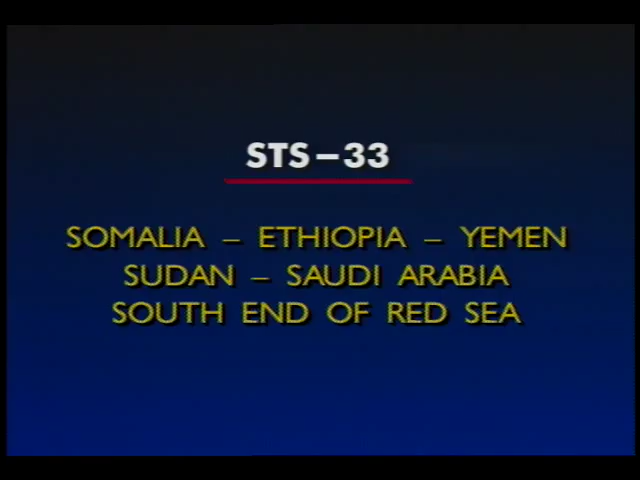 STS–33
SOMALIA – ETHIOPIA – YEMEN
SUDAN – SAUDI ARABIA
SOUTH END OF RED SEA